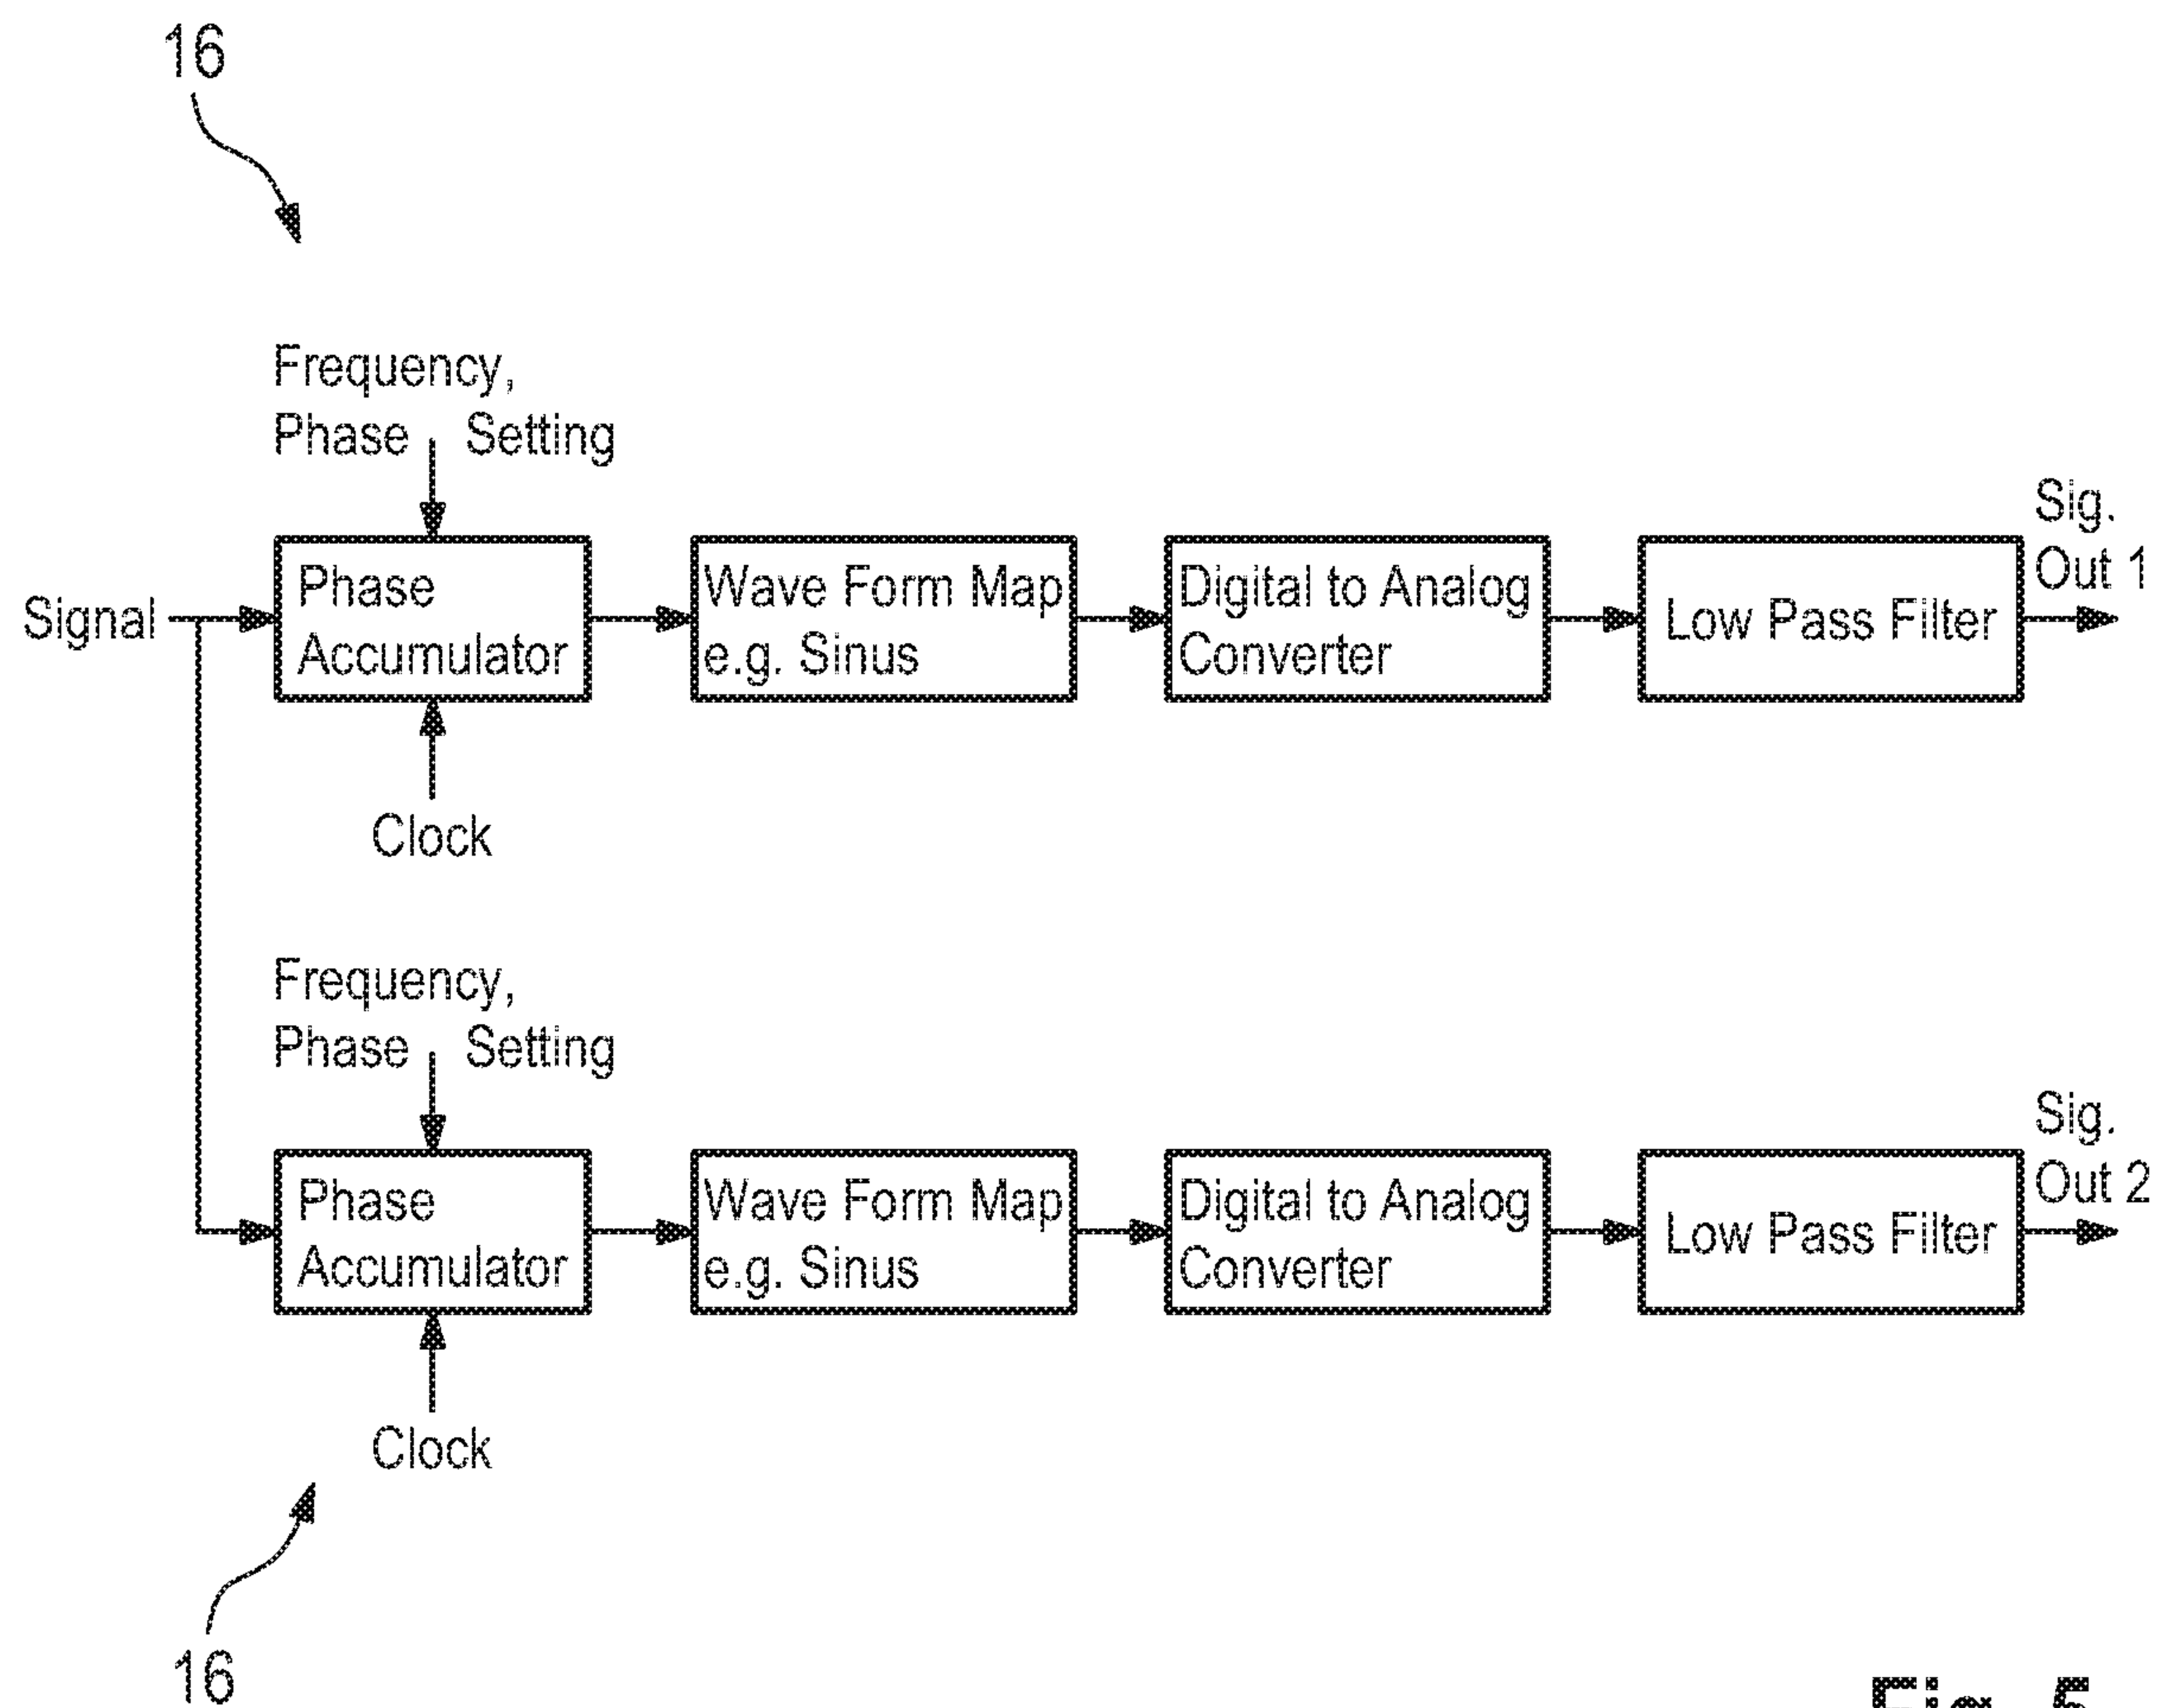 16
Frequency,
Phase Setting
Signal
Phase
Accumulator
Wave Form Map
e.g. Sinus
Digital to Analog
Converter
Low Pass Filter
Sig.
Out 1
Clock
Frequency,
Phase Setting
Phase
Accumulator
Wave Form Map
e.g. Sinus
Digital to Analog
Converter
Low Pass Filter
Sig.
Out 2
Clock
16
Fig. 5